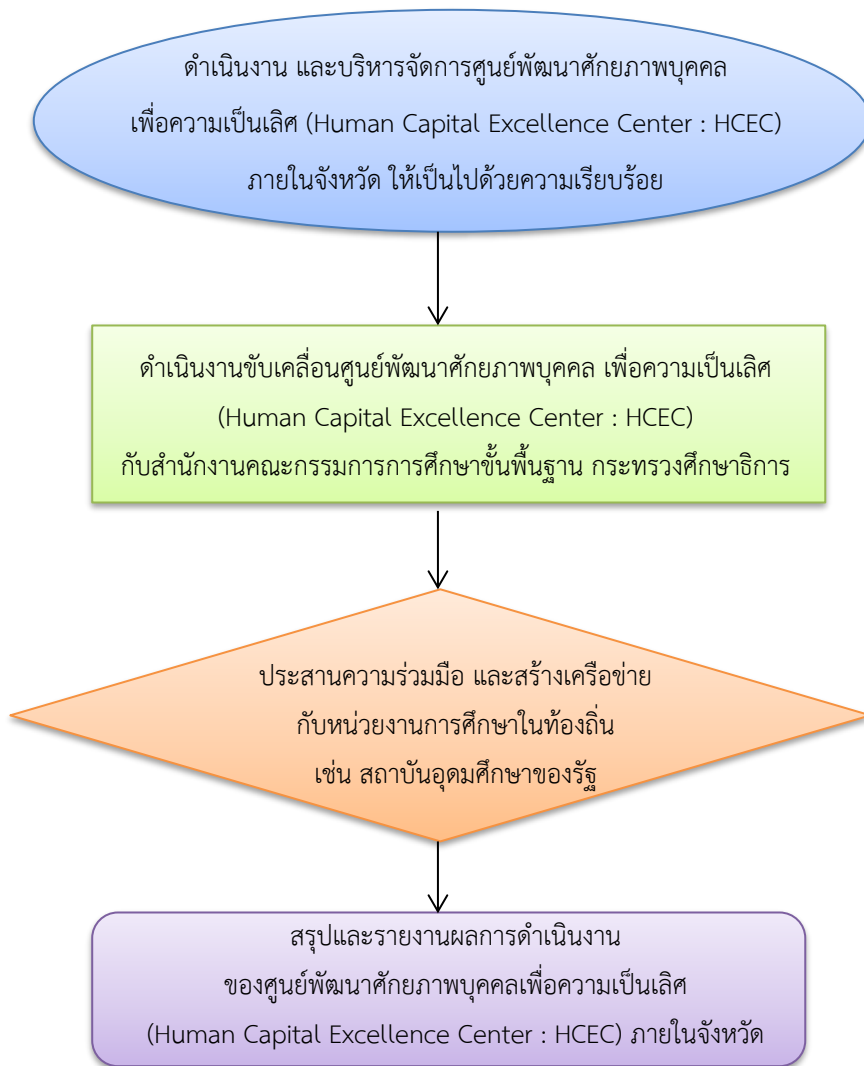 ดำเนินงาน และบริหารจัดการศูนย์พัฒนาศักยภาพบุคคล
เพื่อความเป็นเลิศ (Human Capital Excellence Center : HCEC)
ภายในจังหวัด ให้เป็นไปด้วยความเรียบร้อย
ดำเนินงานขับเคลื่อนศูนย์พัฒนาศักยภาพบุคคล เพื่อความเป็นเลิศ
(Human Capital Excellence Center : HCEC)
กับสำนักงานคณะกรรมการการศึกษาขั้นพื้นฐาน กระทรวงศึกษาธิการ
ประสานความร่วมมือ และสร้างเครือข่าย
กับหน่วยงานการศึกษาในท้องถิ่น
เช่น สถาบันอุดมศึกษาของรัฐ
สรุปและรายงานผลการดำเนินงาน
ของศูนย์พัฒนาศักยภาพบุคคลเพื่อความเป็นเลิศ
(Human Capital Excellence Center : HCEC) ภายในจังหวัด